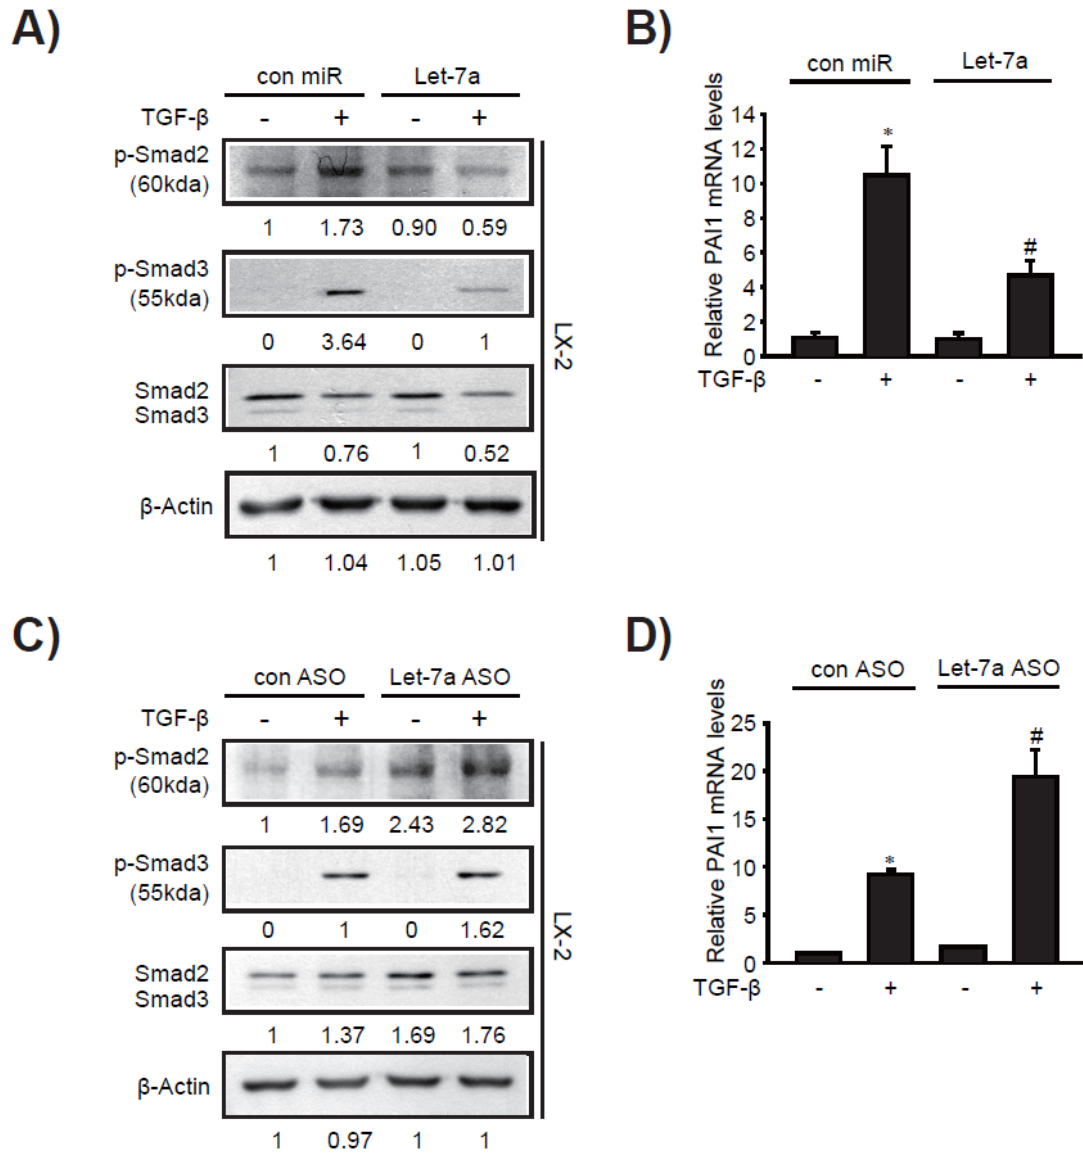 A)
con miR Let-7a
TGF-β - + - +
p-Smad2
(60kda)
1 1.73 0.90 0.59
p-Smad3
(55kda)
0 3.64 0 1
Smad2
Smad3
1 0.76 1 0.52
β-Actin
1 1.04 1.05 1.01
LX-2
B)
con miR Let-7a
Relative PAI1 mRNA levels
14
12
10
8
6
4
2
0
*
#
TGF-β - + - +
C)
con ASO Let-7a ASO
TGF-β - + - +
p-Smad2
(60kda)
1 1.69 2.43 2.82
p-Smad3
(55kda)
0 1 0 1.62
Smad2
Smad3
1 1.37 1.69 1.76
β-Actin
1 0.97 1 1
LX-2
D)
con ASO Let-7a ASO
Relative PAI1 mRNA levels
25
20
15
10
5
0
*
#
TGF-β - + - +